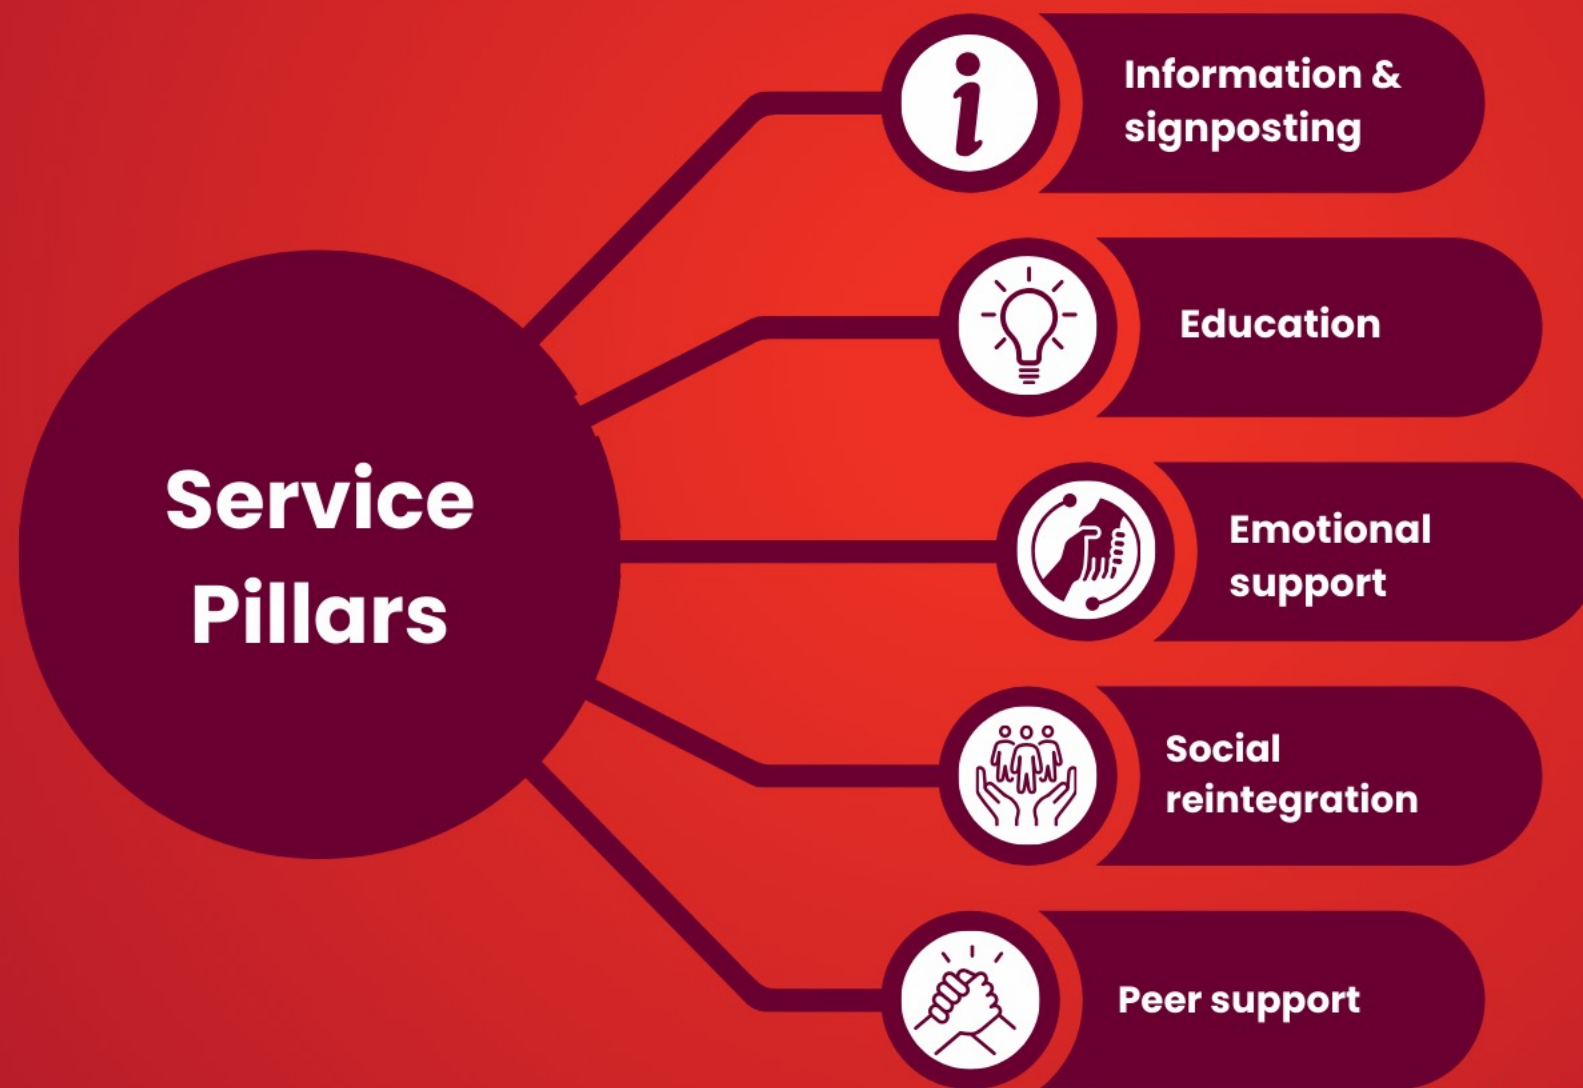 Service
Pillars
Information &
signposting
Education
Emotional
support
Social
reintegration
Peer support